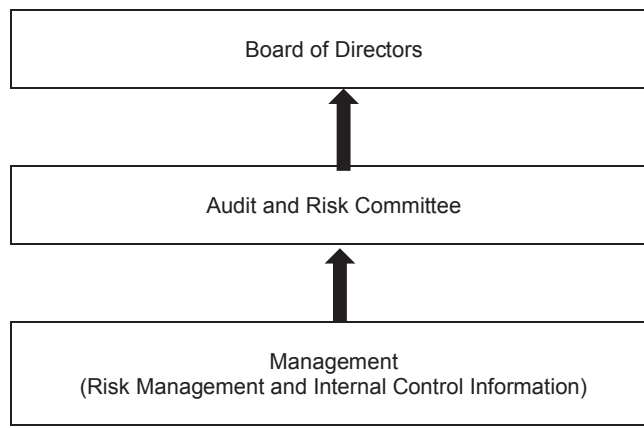 Board of Directors
Audit and Risk Committee
Management
(Risk Management and Internal Control Information)